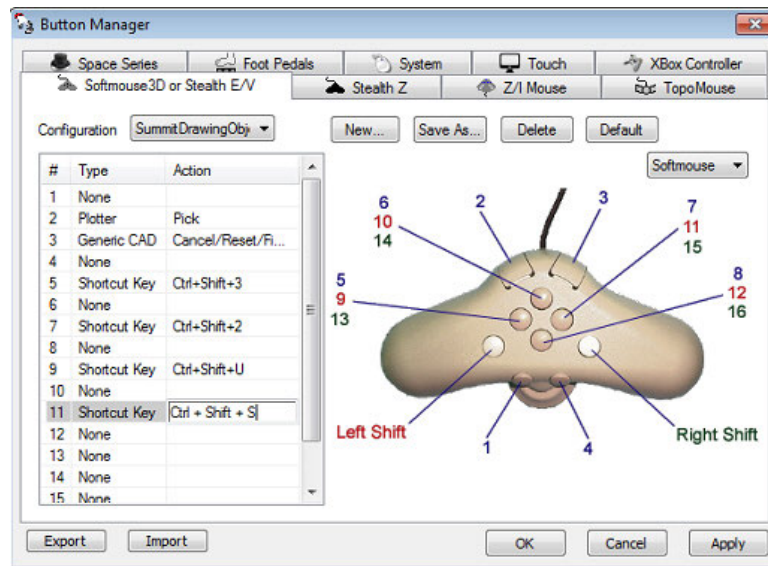 Button Manager
Space Series Foot Pedals System Touch XBox Controller
Softmouse3D or Stealth E/V Stealth Z Z/I Mouse TopoMouse
Configuration SummitDrawingObj New... Save As... Delete Default
Softmouse
# Type Action
1 None
2 Plotter Pick
3 Generic CAD Cancel/Reset/Fi...
4 None
5 Shortcut Key Ctrl+Shift+3
6 None
7 Shortcut Key Ctrl+Shift+2
8 None
9 Shortcut Key Ctrl+Shift+U
10 None
11 Shortcut Key Ctrl + Shift + S
12 None
13 None
14 None
15 None
6 2 3 7
10 11
14 15
5 8
9 12
13 16
Left Shift Right Shift
1 4
Export Import OK Cancel Apply